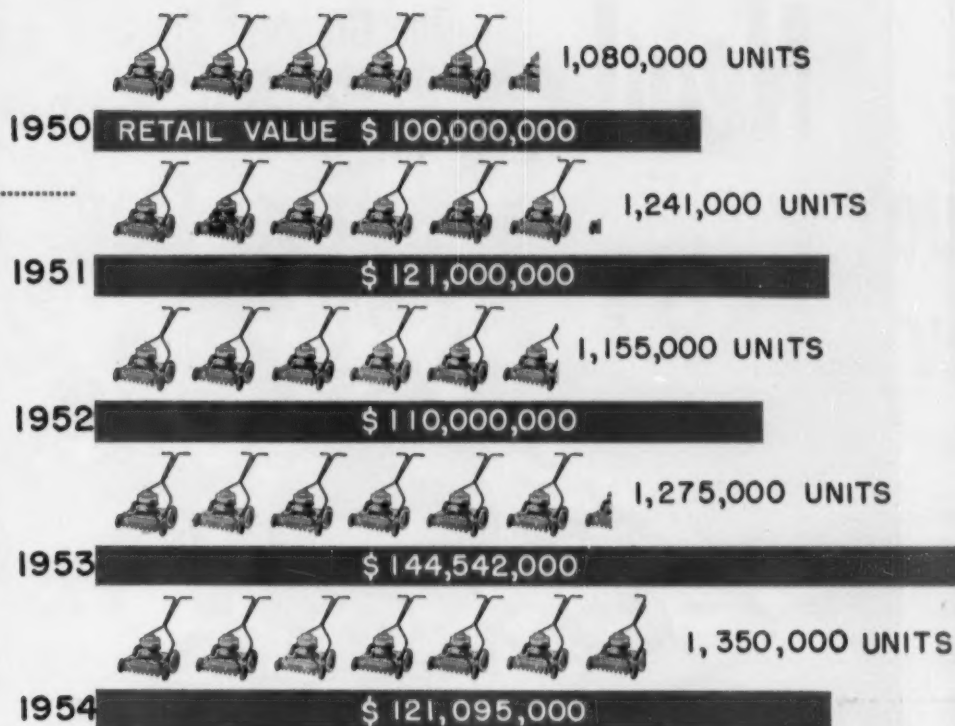 1,080,000 UNITS
1950 RETAIL VALUE $ 100,000,000
1,241,000 UNITS
1951 $ 121,000,000
1,155,000 UNITS
1952 $ 110,000,000
1,275,000 UNITS
1953 $ 144,542,000
1,350,000 UNITS
1954 $ 121,095,000